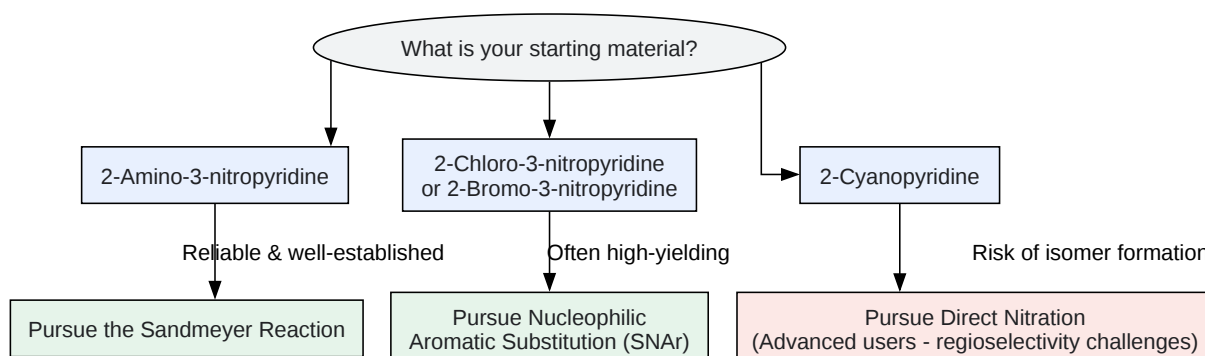 What is your starting material?
2-Amino-3-nitropyridine
2-Chloro-3-nitropyridine
or 2-Bromo-3-nitropyridine
2-Cyanopyridine
Reliable & well-established
Often high-yielding
Risk of isomer formation
Pursue the Sandmeyer Reaction
Pursue Nucleophilic
Aromatic Substitution (SNAr)
Pursue Direct Nitration
(Advanced users - regioselectivity challenges)